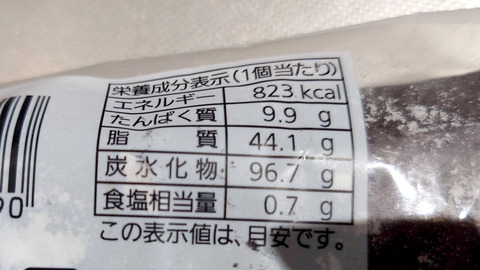 栄養成分表示(1個当たり)
エネルギー 823 kcal
たんぱく質 9.9 g
脂質 44.1 g
炭水化物 96.7 g
食塩相当量 0.7 g
この表示値は、目安です。
90